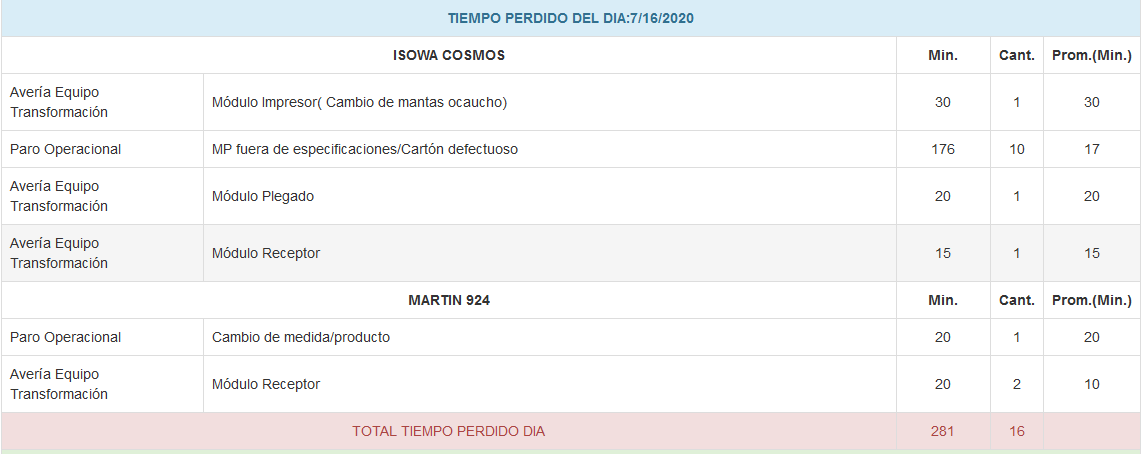 TIEMPO PERDIDO DEL DIA:7/16/2020
ISOWA COSMOS Min. Cant. Prom.(Min.)
Avería Equipo
Transformación
Módulo Impresor( Cambio de mantas ocaucho) 30 1 30
Paro Operacional MP fuera de especificaciones/Cartón defectuoso 176 10 17
Avería Equipo
Transformación
Módulo Plegado 20 1 20
Avería Equipo
Transformación
Módulo Receptor 15 1 15
MARTIN 924 Min. Cant. Prom.(Min.)
Paro Operacional Cambio de medida/producto 20 1 20
Avería Equipo
Transformación
Módulo Receptor 20 2 10
TOTAL TIEMPO PERDIDO DIA 281 16